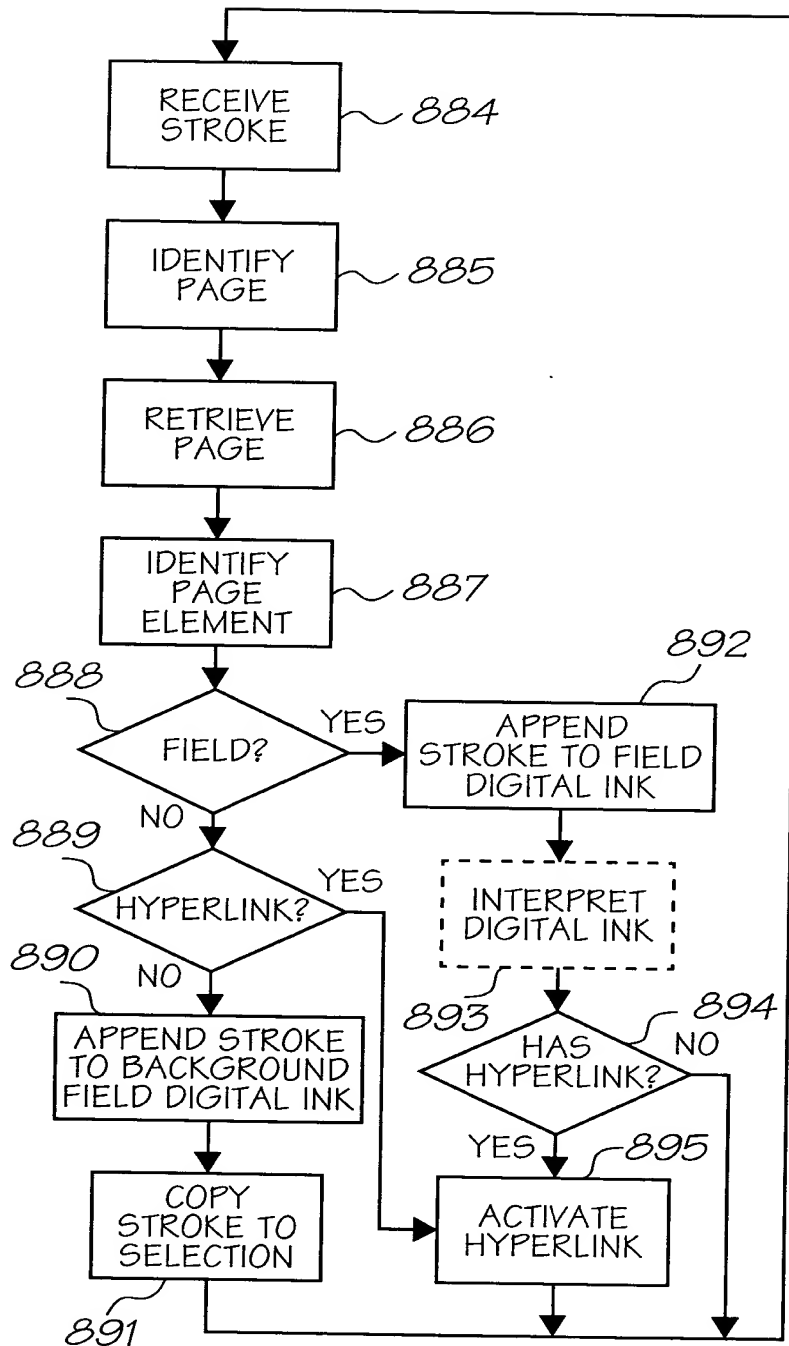 RECEIVE
STROKE
884
IDENTIFY
PAGE
885
RETRIEVE
PAGE
886
IDENTIFY
PAGE
ELEMENT
887
888
FIELD?
YES
NO
892
APPEND
STROKE TO FIELD
DIGITAL INK
889
HYPERLINK?
YES
NO
INTERPRET
DIGITAL INK
893
890
APPEND STROKE
TO BACKGROUND
FIELD DIGITAL INK
894
HAS
HYPERLINK?
NO
YES
COPY
STROKE TO
SELECTION
891
895
ACTIVATE
HYPERLINK